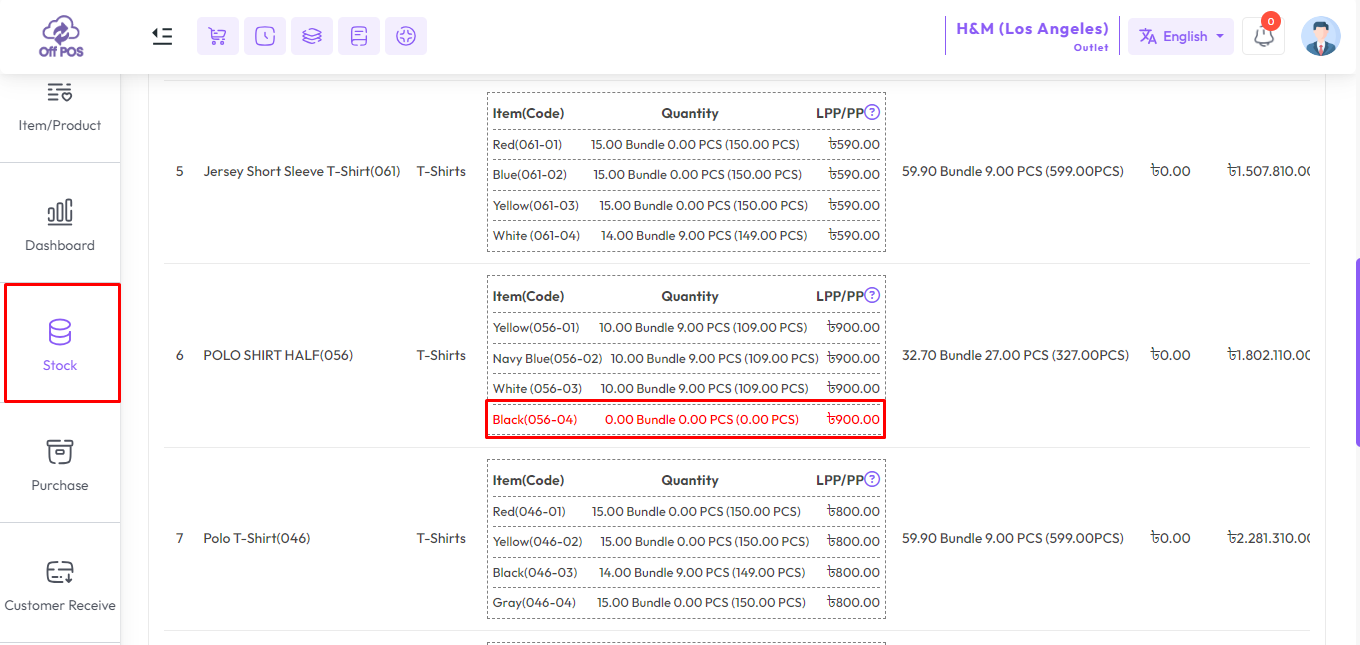 Off POS
H&M (Los Angeles)
Outlet
English
0
Item/Product
Dashboard
Stock
Purchase
Customer Receive
Item(Code) Quantity LPP/PP?
Red(061-01) 15.00 Bundle 0.00 PCS (150.00 PCS) ৳590.00
Blue(061-02) 15.00 Bundle 0.00 PCS (150.00 PCS) ৳590.00
5 Jersey Short Sleeve T-Shirt(061) T-Shirts 59.90 Bundle 9.00 PCS (599.00PCS) ৳0.00 ৳1.507.810.00
Yellow(061-03) 15.00 Bundle 0.00 PCS (150.00 PCS) ৳590.00
White (061-04) 14.00 Bundle 9.00 PCS (149.00 PCS) ৳590.00
Item(Code) Quantity LPP/PP?
Yellow(056-01) 10.00 Bundle 9.00 PCS (109.00 PCS) ৳900.00
Navy Blue(056-02) 10.00 Bundle 9.00 PCS (109.00 PCS) ৳900.00
6 POLO SHIRT HALF(056) T-Shirts 32.70 Bundle 27.00 PCS (327.00PCS) ৳0.00 ৳1.802.110.00
White (056-03) 10.00 Bundle 9.00 PCS (109.00 PCS) ৳900.00
Black(056-04) 0.00 Bundle 0.00 PCS (0.00 PCS) ৳900.00
Item(Code) Quantity LPP/PP?
Red(046-01) 15.00 Bundle 0.00 PCS (150.00 PCS) ৳800.00
Yellow(046-02) 15.00 Bundle 0.00 PCS (150.00 PCS) ৳800.00
7 Polo T-Shirt(046) T-Shirts 59.90 Bundle 9.00 PCS (599.00PCS) ৳0.00 ৳2.281.310.00
Black(046-03) 14.00 Bundle 9.00 PCS (149.00 PCS) ৳800.00
Gray(046-04) 15.00 Bundle 0.00 PCS (150.00 PCS) ৳800.00